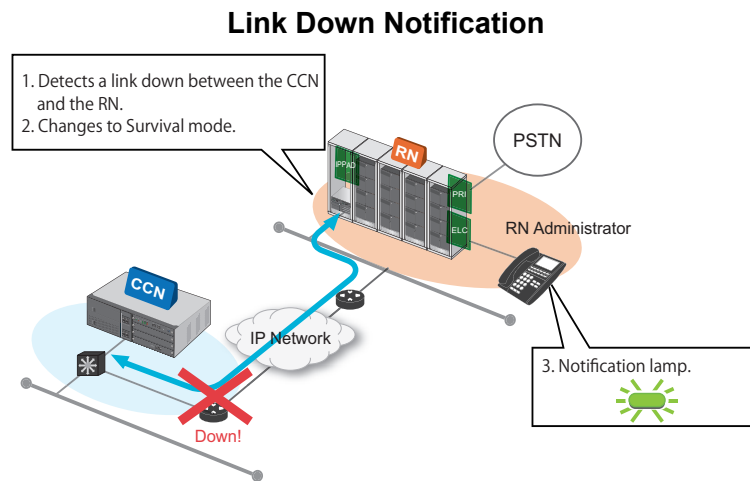 Link Down Notification
1. Detects a link down between the CCN
and the RN.
2. Changes to Survival mode.
PSTN
RN
IPPAD
PRI
ELC
RN Administrator
CCN
IP Network
3. Notification lamp.
Down!